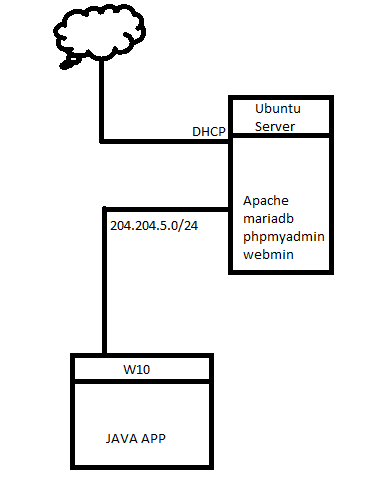 Ubuntu
Server
DHCP
Apache
mariadb
phpmyadmin
webmin
204.204.5.0/24
W10
JAVA APP